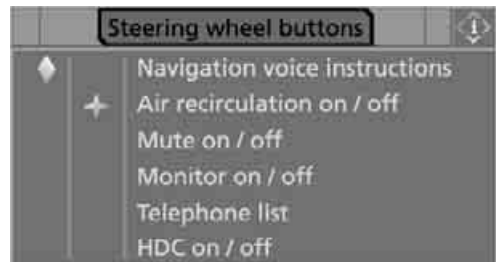 Steering wheel buttons
Navigation voice instructions
Air recirculation on / off
Mute on / off
Monitor on / off
Telephone list
HDC on / off